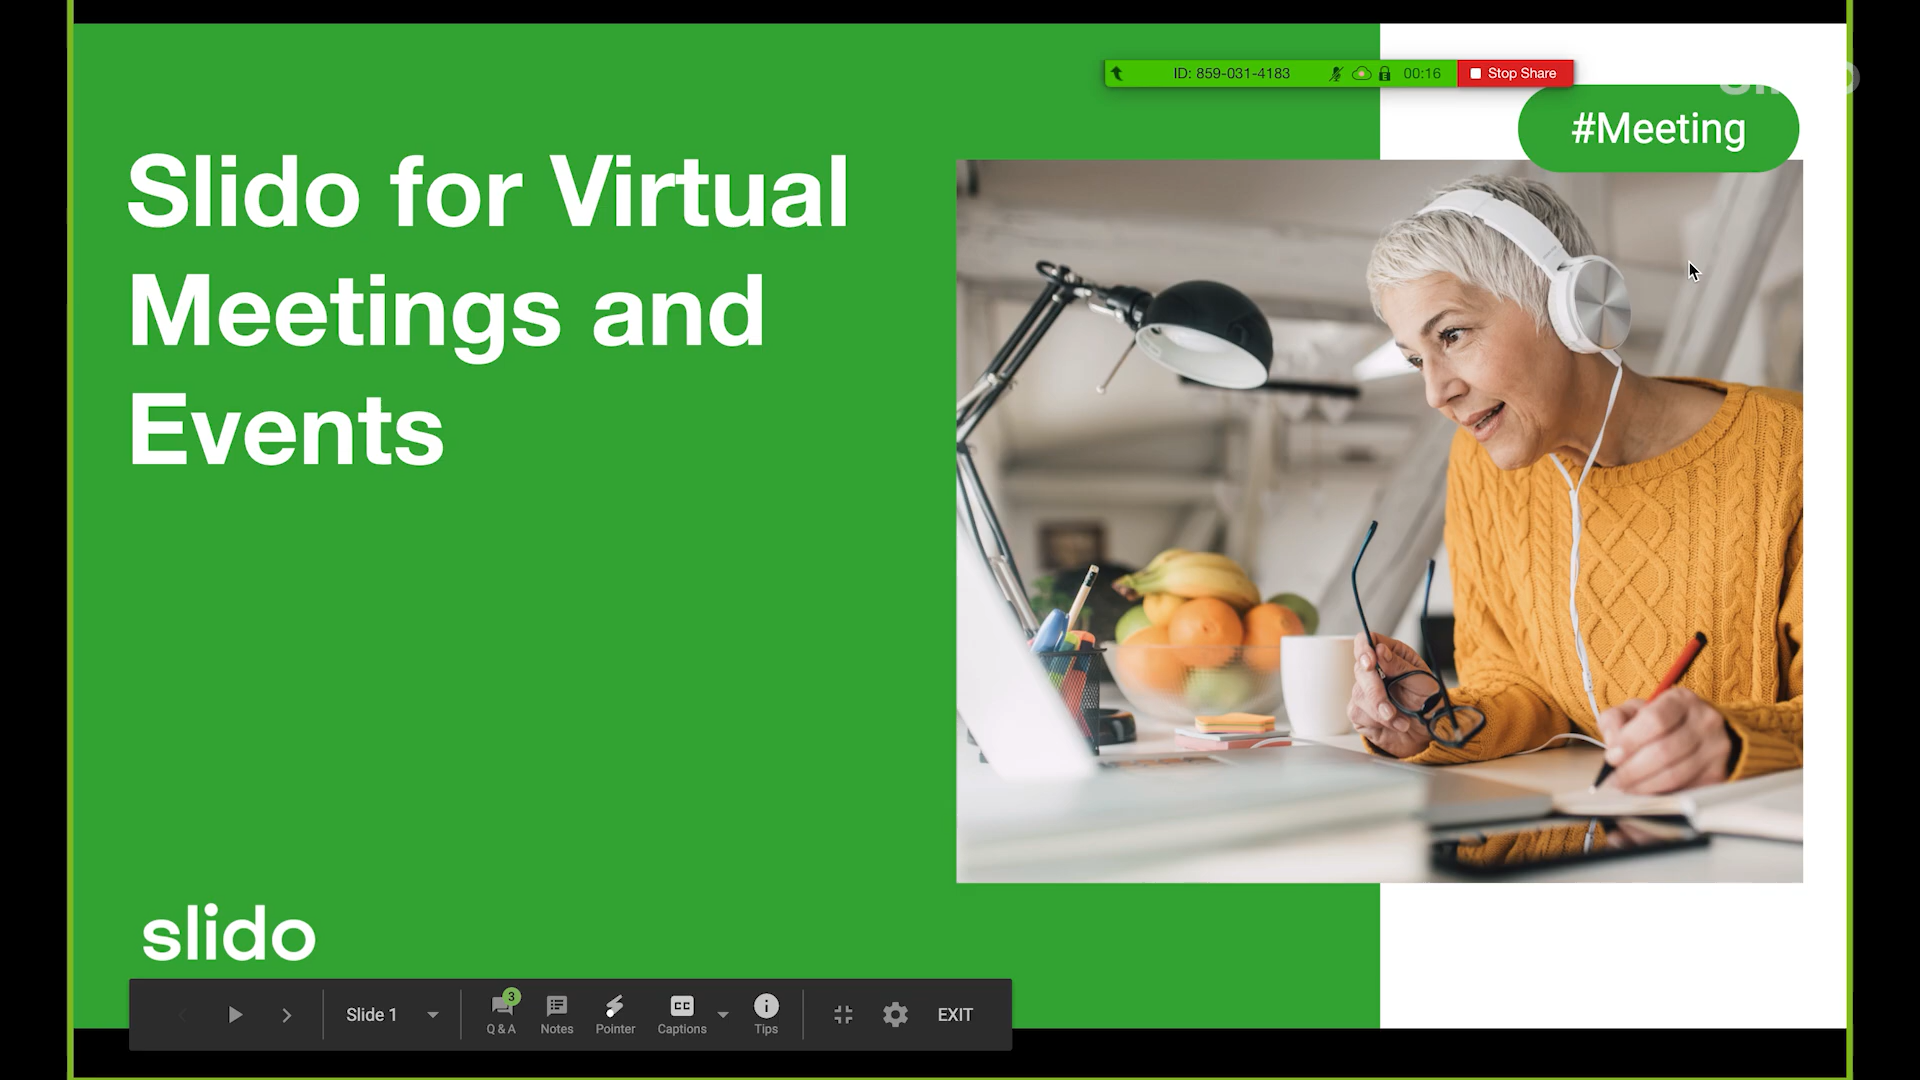 ID: 859-031-4183
00:16
Stop Share
#Meeting
Slido for Virtual
Meetings and
Events
slido
Slide 1
3
Q & A
Notes
Pointer
CC
Captions
Tips
EXIT